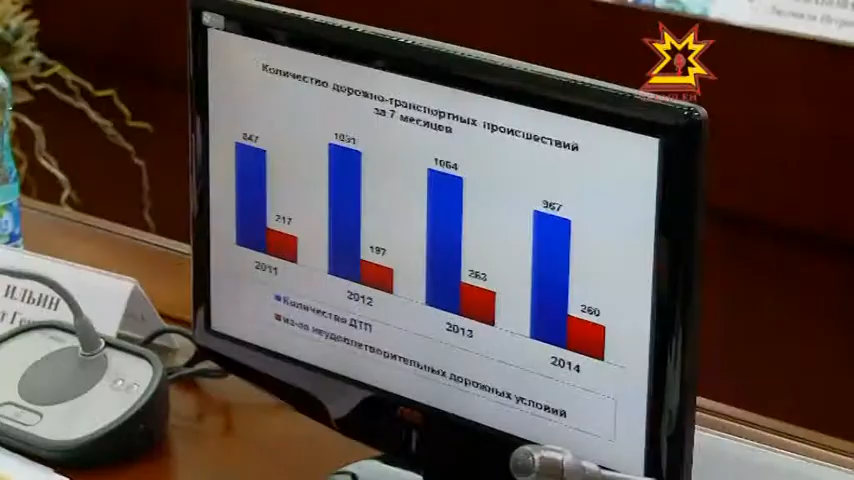 Количество дорожно-транспортных происшествий
за 7 месяцев
847
1031
1064
967
217
197
263
260
2011
2012
2013
2014
Количество ДТП
из-за неудовлетворительных дорожных условий
ИЛЬИН